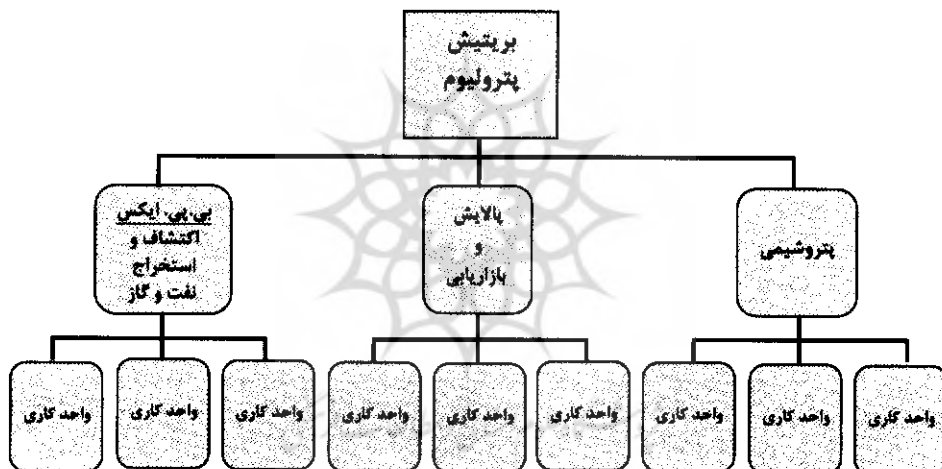 بریتیش
پترولیوم
پتروشیمی
پالایش
و
بازاریابی
بی.پی. ایکس
اکتشاف و
استخراج
نفت و گاز
واحد کاری
واحد کاری
واحد کاری
واحد کاری
واحد کاری
واحد کاری
واحد کاری
واحد کاری
واحد کاری